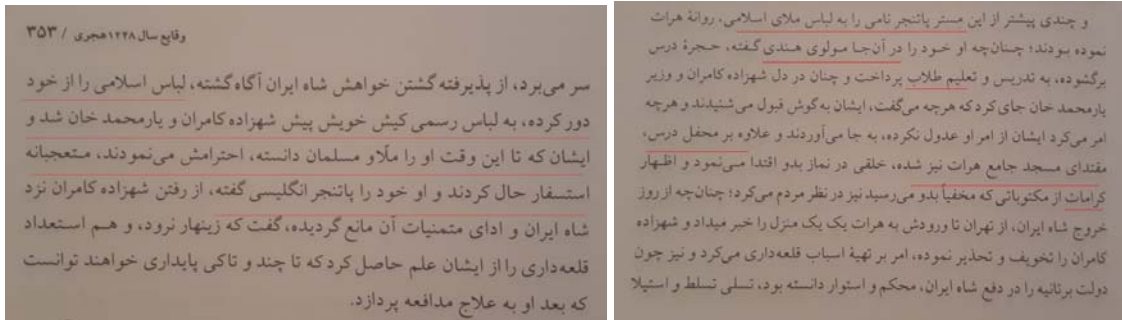 و چندی پیشتر از این مستر پاتنجر نامی را به لباس ملای اسلامی، روانهٔ هرات
نموده بودند؛ چنان‌چه او خود را در آن‌جا مولوی هندی گفته، حجرهٔ درس
برگشوده، به تدریس و تعلیم طلاب پرداخت و چنان در دل شهزاده کامران و وزیر
یارمحمد خان جای کرد که هرچه می‌گفت، ایشان به گوش قبول می‌شنیدند و هرچه
امر می‌کرد ایشان از امر او عدول نکرده، به جا می‌آوردند و علاوه بر محفل درس،
مقتدای مسجد جامع هرات نیز شده، خلقی در نماز بدو اقتدا می‌نمود و اظهار
کرامات از مکتوباتی که مخفیاً بدو می‌رسید نیز در نظر مردم می‌کرد؛ چنان‌چه از روز
خروج شاه ایران، از تهران تا ورودش به هرات یک یک منزل را خبر میداد و شهزاده
کامران را تخویف و تحذیر نموده، امر بر تهیهٔ اسباب قلعه‌داری می‌کرد و نیز چون
دولت برتانیه را در دفع شاه ایران، محکم و استوار دانسته بود، تسلی تسلط و استیلا
وقایع سال ۱۲۴۸ هجری / ۳۵۳
سر می‌برد، از پذیرفته گشتن خواهش شاه ایران آگاه گشته، لباس اسلامی را از خود
دور کرده، به لباس رسمی کیش خویش پیش شهزاده کامران و یارمحمد خان شد و
ایشان که تا این وقت او را ملّا و مسلمان دانسته، احترامش می‌نمودند، متعجبانه
استفسار حال کردند و او خود را پاتنجر انگلیسی گفته، از رفتن شهزاده کامران نزد
شاه ایران و ادای متمنیات آن مانع گردیده، گفت که زینهار نرود، و هم استعداد
قلعه‌داری را از ایشان علم حاصل کرد که تا چند و تاکی پایداری خواهند توانست
که بعد او به علاج مدافعه پردازد.